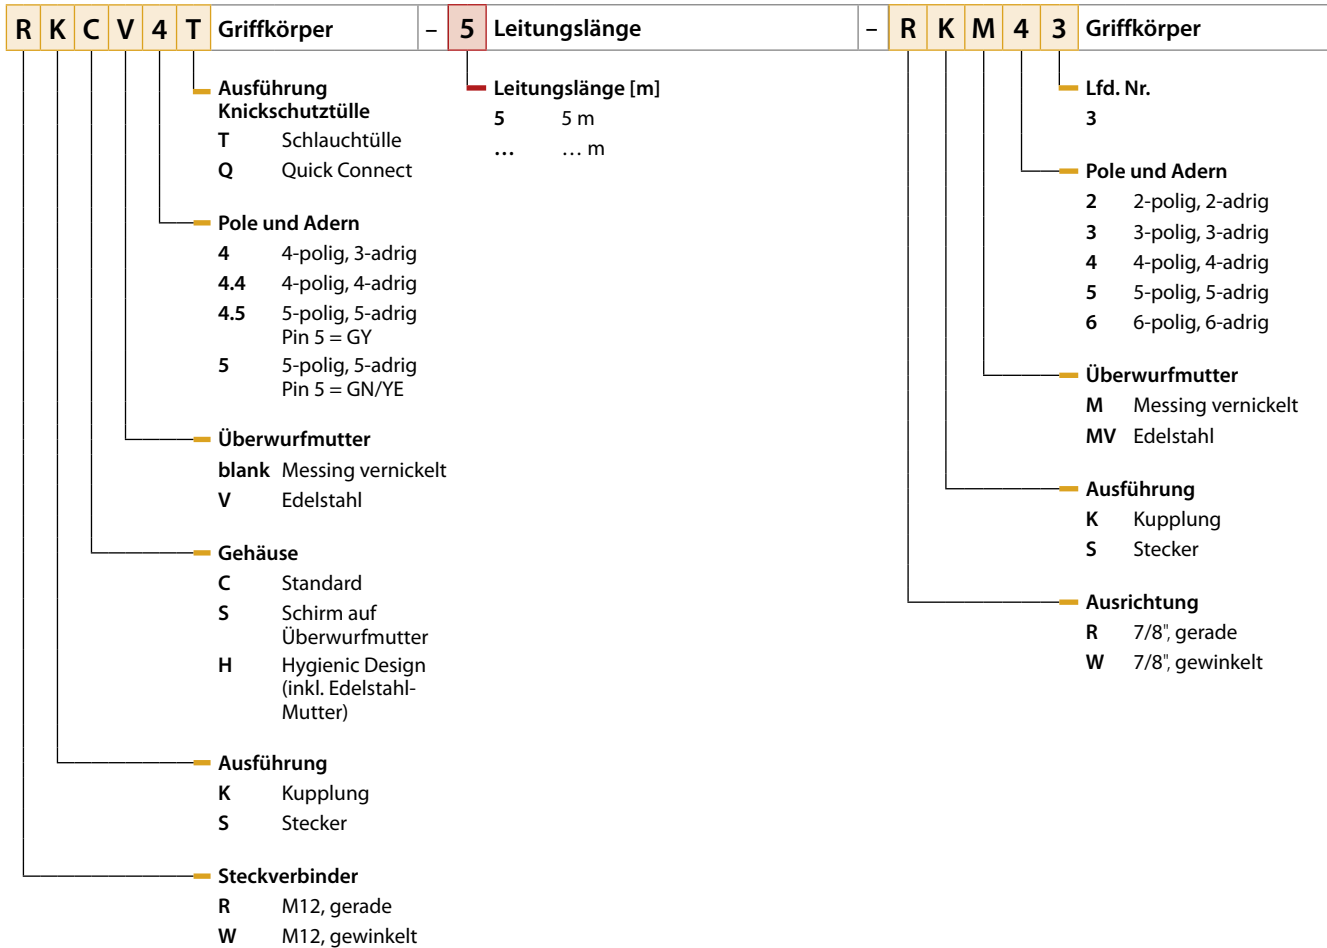 R K C V 4 T Griffkörper – 5 Leitungslänge – R K M 4 3 Griffkörper
Ausführung
Knickschutztülle
T Schlauchtülle
Q Quick Connect
Pole und Adern
4 4-polig, 3-adrig
4.4 4-polig, 4-adrig
4.5 5-polig, 5-adrig
Pin 5 = GY
5 5-polig, 5-adrig
Pin 5 = GN/YE
Überwurfmutter
blank Messing vernickelt
V Edelstahl
Gehäuse
C Standard
S Schirm auf
Überwurfmutter
H Hygienic Design
(inkl. Edelstahl-
Mutter)
Ausführung
K Kupplung
S Stecker
Steckverbinder
R M12, gerade
W M12, gewinkelt
Leitungslänge [m]
5 5 m
… … m
Lfd. Nr.
3
Pole und Adern
2 2-polig, 2-adrig
3 3-polig, 3-adrig
4 4-polig, 4-adrig
5 5-polig, 5-adrig
6 6-polig, 6-adrig
Überwurfmutter
M Messing vernickelt
MV Edelstahl
Ausführung
K Kupplung
S Stecker
Ausrichtung
R 7/8", gerade
W 7/8", gewinkelt